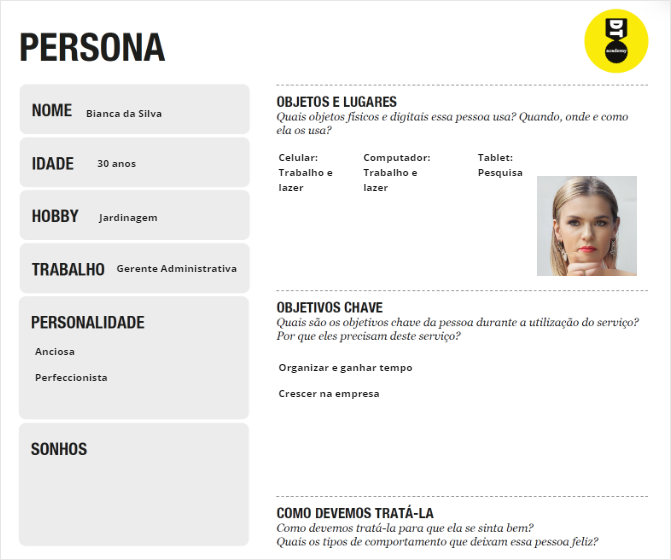 PERSONA
DT
academy
NOME Bianca da Silva
IDADE 30 anos
HOBBY Jardinagem
TRABALHO Gerente Administrativa
PERSONALIDADE
Anciosa
Perfeccionista
SONHOS
OBJETOS E LUGARES
Quais objetos físicos e digitais essa pessoa usa? Quando, onde e como
ela os usa?
Celular:
Trabalho e
lazer
Computador:
Trabalho e
lazer
Tablet:
Pesquisa
OBJETIVOS CHAVE
Quais são os objetivos chave da pessoa durante a utilização do serviço?
Por que eles precisam deste serviço?
Organizar e ganhar tempo
Crescer na empresa
COMO DEVEMOS TRATÁ-LA
Como devemos tratá-la para que ela se sinta bem?
Quais os tipos de comportamento que deixam essa pessoa feliz?